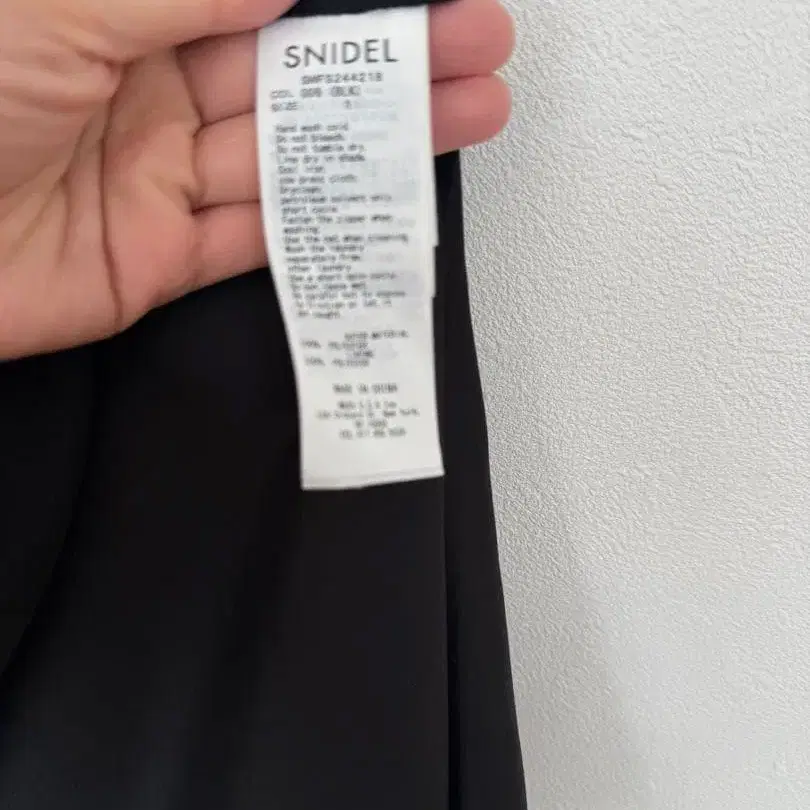 SNIDEL
SWFS244218
COL. 009 (BLK)
SIZE 0
Hand wash cold
Do not bleach.
Do not tumble dry.
Line dry in shade.
Cool iron
use press cloth.
Dryclean
petroleum solvent only
short cycle.
Fasten the zipper when
washing.
Use the net when cleaning
Wash the laundry
separately from
other laundry.
Use a short spin cycle.
Do not leave wet.
Be careful not to expose
to friction or let it
be caught.
OUTER MATERIAL
100% POLYESTER
LINING
100% POLYESTER
MADE IN CHINA
New York,